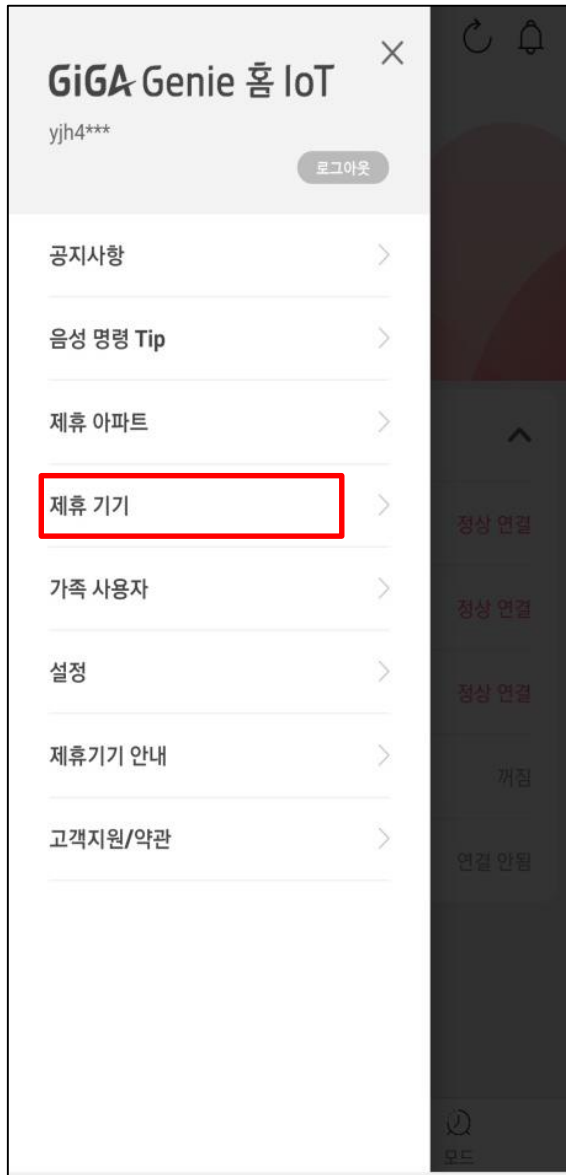 GiGA Genie 홈 IoT
yjh4***
로그아웃
공지사항
음성 명령 Tip
제휴 아파트
제휴 기기
정상 연결
가족 사용자
정상 연결
설정
정상 연결
제휴기기 안내
꺼짐
고객지원/약관
연결 안됨
모드